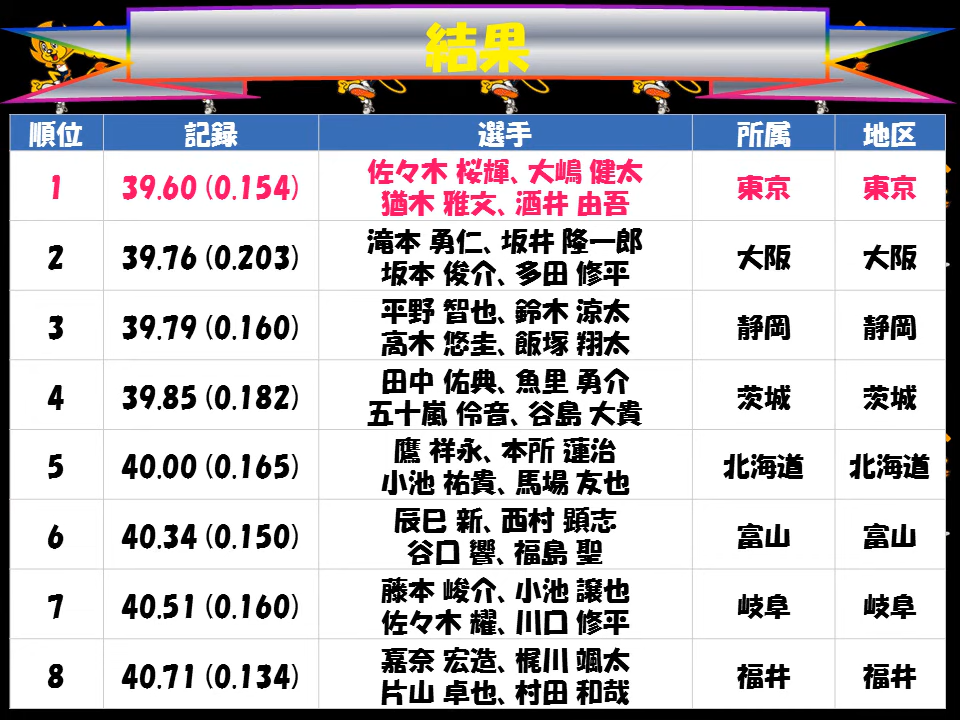 結果
順位 記録 選手 所属 地区
1 39.60 (0.154) 佐々木 桜輝、大嶋 健太 東京 東京
猶木 雅文、酒井 由吾
2 39.76 (0.203) 滝本 勇仁、坂井 隆一郎 大阪 大阪
坂本 俊介、多田 修平
3 39.79 (0.160) 平野 智也、鈴木 涼太 静岡 静岡
高木 悠圭、飯塚 翔太
4 39.85 (0.182) 田中 佑典、魚里 勇介 茨城 茨城
五十嵐 伶音、谷島 大貴
5 40.00 (0.165) 鷹 祥永、本所 蓮治 北海道 北海道
小池 祐貴、馬場 友也
6 40.34 (0.150) 辰巳 新、西村 顕志 富山 富山
谷口 響、福島 聖
7 40.51 (0.160) 藤本 峻介、小池 譲也 岐阜 岐阜
佐々木 耀、川口 修平
8 40.71 (0.134) 嘉奈 宏造、梶川 颯太 福井 福井
片山 卓也、村田 和哉